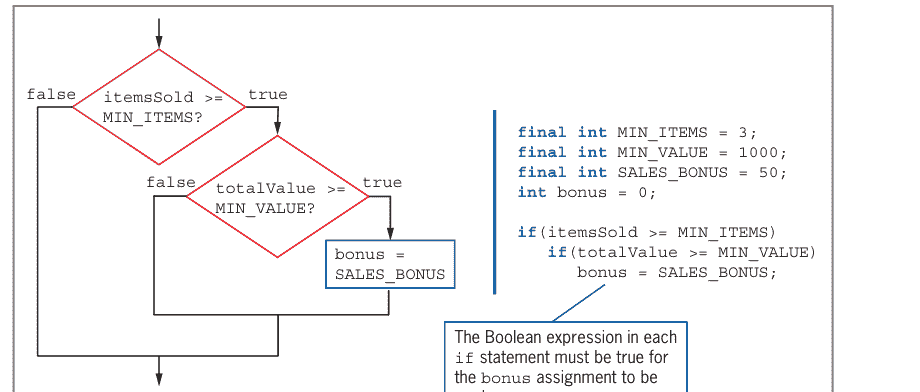 false
true
itemsSold >=
MIN_ITEMS?
false
true
totalValue >=
MIN_VALUE?
bonus =
SALES_BONUS
final int MIN_ITEMS = 3;
final int MIN_VALUE = 1000;
final int SALES_BONUS = 50;
int bonus = 0;
if(itemsSold >= MIN_ITEMS)
if(totalValue >= MIN_VALUE)
bonus = SALES_BONUS;
The Boolean expression in each
if statement must be true for
the bonus assignment to be